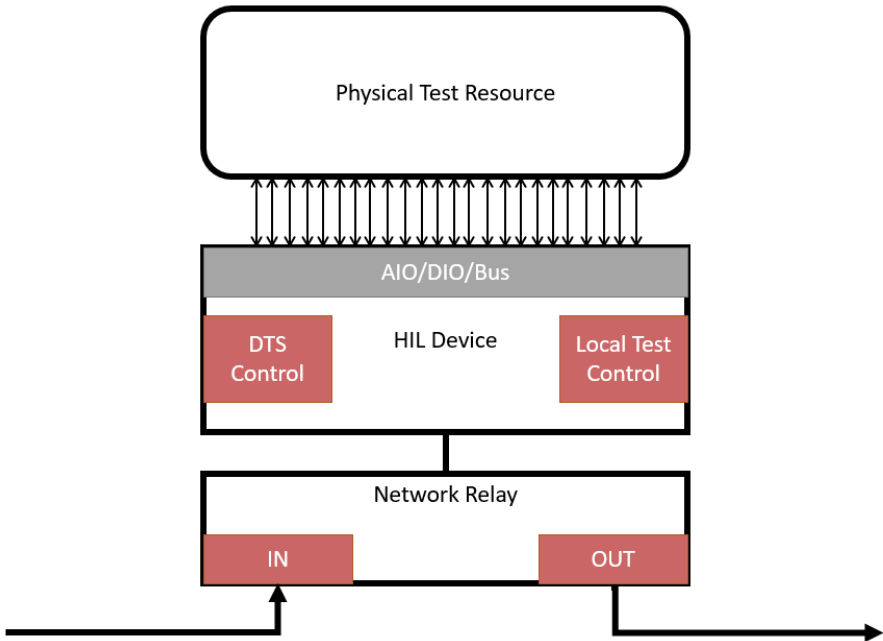 Physical Test Resource
AIO/DIO/Bus
DTS
Control
HIL Device
Local Test
Control
Network Relay
IN
OUT